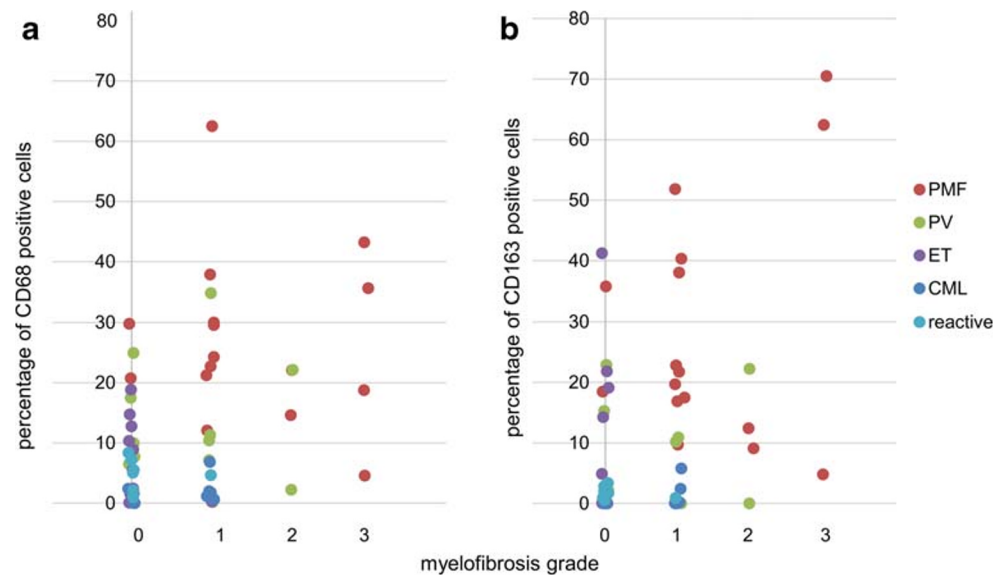 a
percentage of CD68 positive cells
80
70
60
50
40
30
20
10
0
0 1 2 3
b
percentage of CD163 positive cells
80
70
60
50
40
30
20
10
0
0 1 2 3
myelofibrosis grade
PMF
PV
ET
CML
reactive